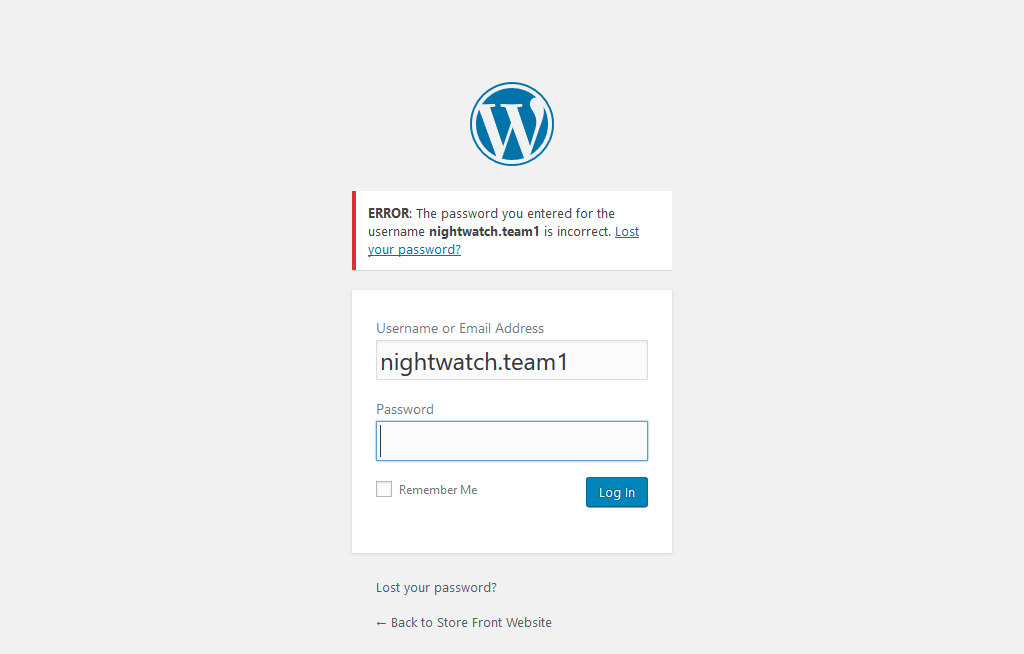 ERROR: The password you entered for the
username nightwatch.team1 is incorrect. Lost
your password?
Username or Email Address
nightwatch.team1
Password
Remember Me
Log In
Lost your password?
← Back to Store Front Website